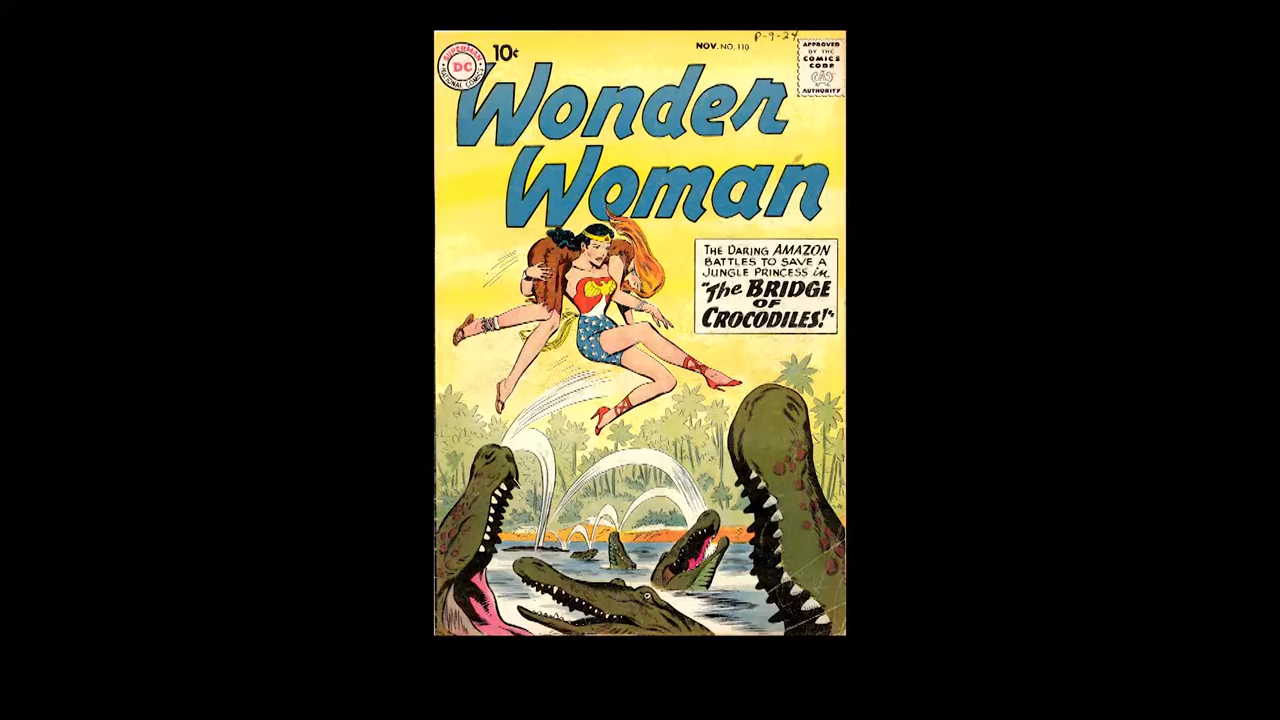 P-9-24
SUPERMAN
DC
NATIONAL COMICS
10¢
NOV. NO. 110
APPROVED
BY THE
COMICS
CODE
AUTHORITY
Wonder
Woman
THE DARING AMAZON
BATTLES TO SAVE A
JUNGLE PRINCESS in
"The BRIDGE
OF
CROCODILES!"